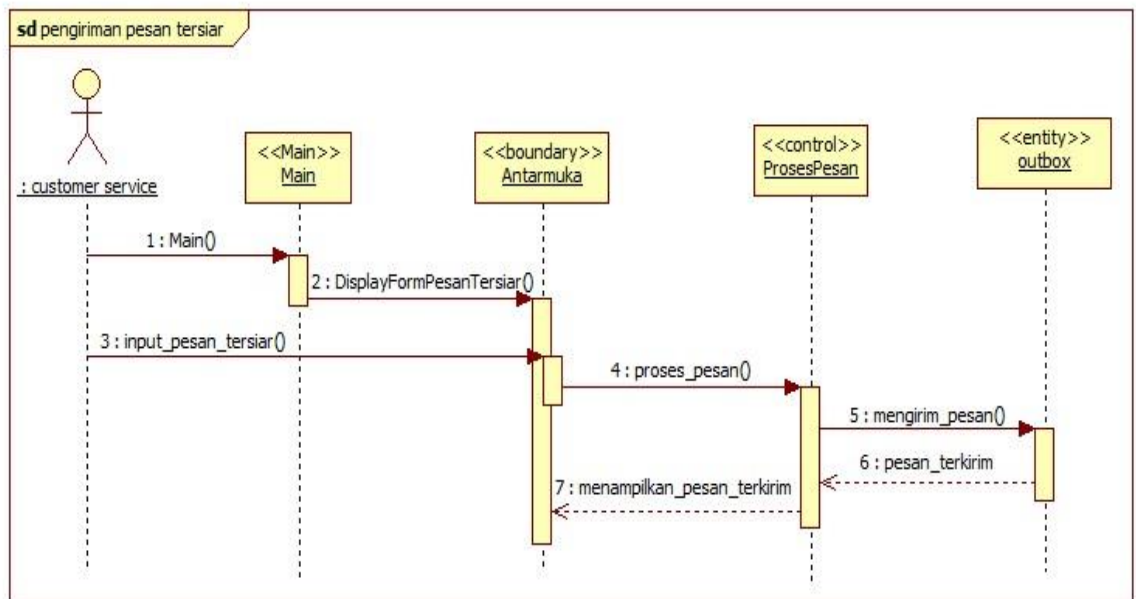 sd pengiriman pesan tersiar
: customer service
<<Main>>
Main
<<boundary>>
Antarmuka
<<control>>
ProsesPesan
<<entity>>
outbox
1 : Main()
2 : DisplayFormPesanTersiar()
3 : input_pesan_tersiar()
4 : proses_pesan()
5 : mengirim_pesan()
6 : pesan_terkirim
7 : menampilkan_pesan_terkirim